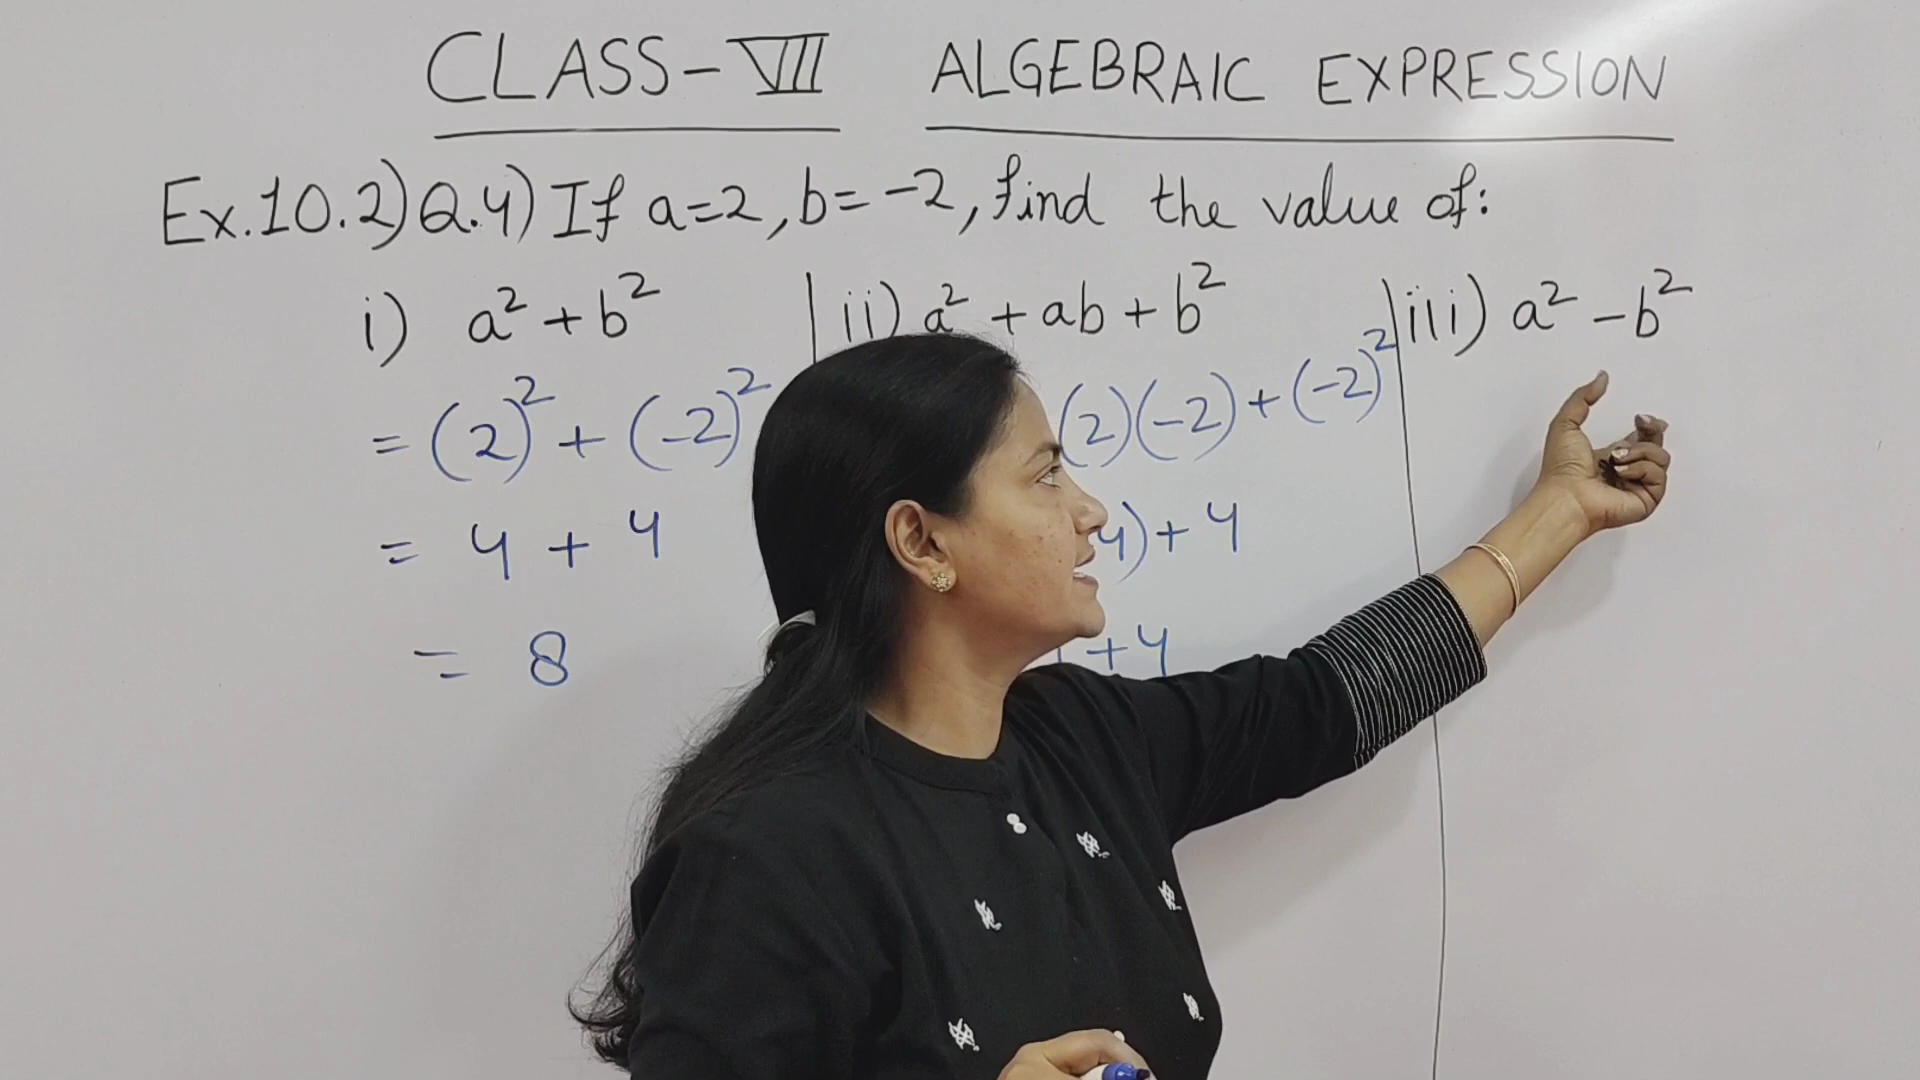 CLASS-VII ALGEBRAIC EXPRESSION
Ex.10.2) Q.4) If a=2, b=-2, find the value of:
i) a² + b²
= (2)² + (-2)²
= 4 + 4
= 8
ii) a² + ab + b²
(2)(-2) + (-2)²
4) + 4
+ 4
iii) a² - b²